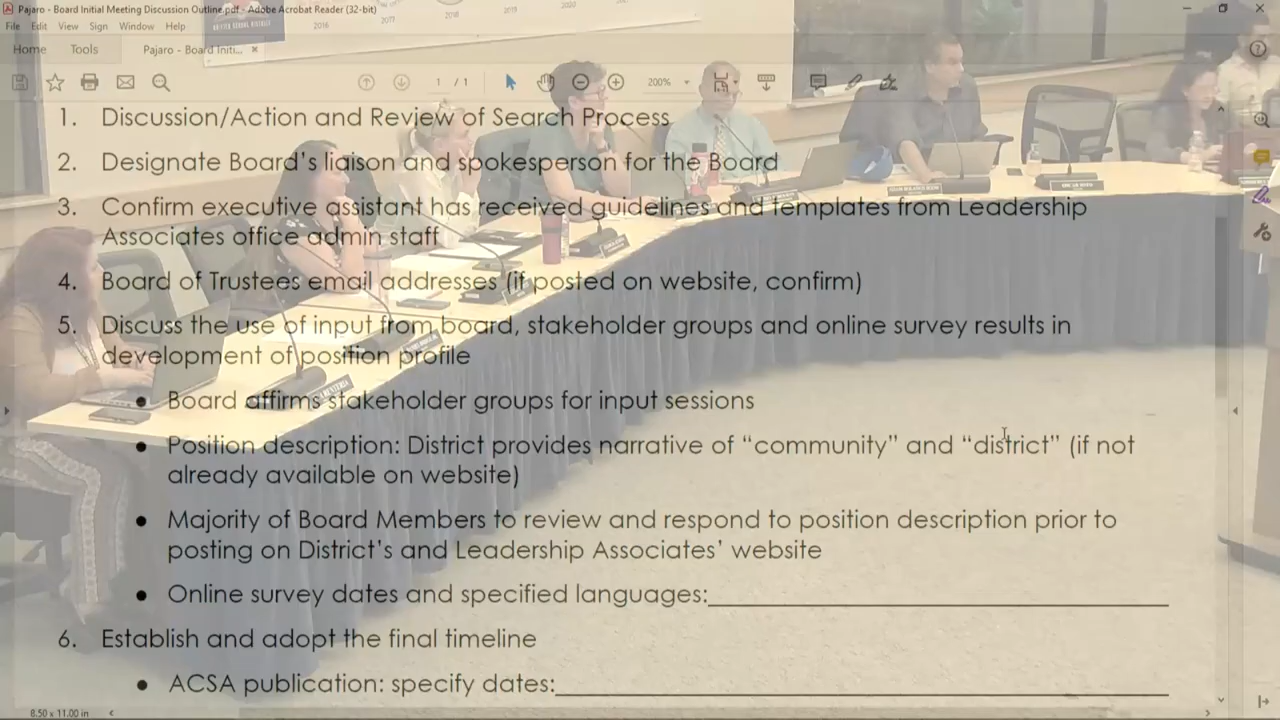 Pajaro - Board Initial Meeting Discussion Outline.pdf - Adobe Acrobat Reader (32-bit)
File Edit View Sign Window Help
2016 2017 2018 2019 2020
Home Tools Pajaro - Board Initi... ×
1 / 1 200%
1. Discussion/Action and Review of Search Process
2. Designate Board's liaison and spokesperson for the Board
3. Confirm executive assistant has received guidelines and templates from Leadership
Associates office admin staff
4. Board of Trustees email addresses (if posted on website, confirm)
5. Discuss the use of input from board, stakeholder groups and online survey results in
development of position profile
• Board affirms stakeholder groups for input sessions
• Position description: District provides narrative of “community” and “district” (if not
already available on website)
• Majority of Board Members to review and respond to position description prior to
posting on District's and Leadership Associates' website
• Online survey dates and specified languages:
6. Establish and adopt the final timeline
• ACSA publication: specify dates:
8.50 x 11.00 in